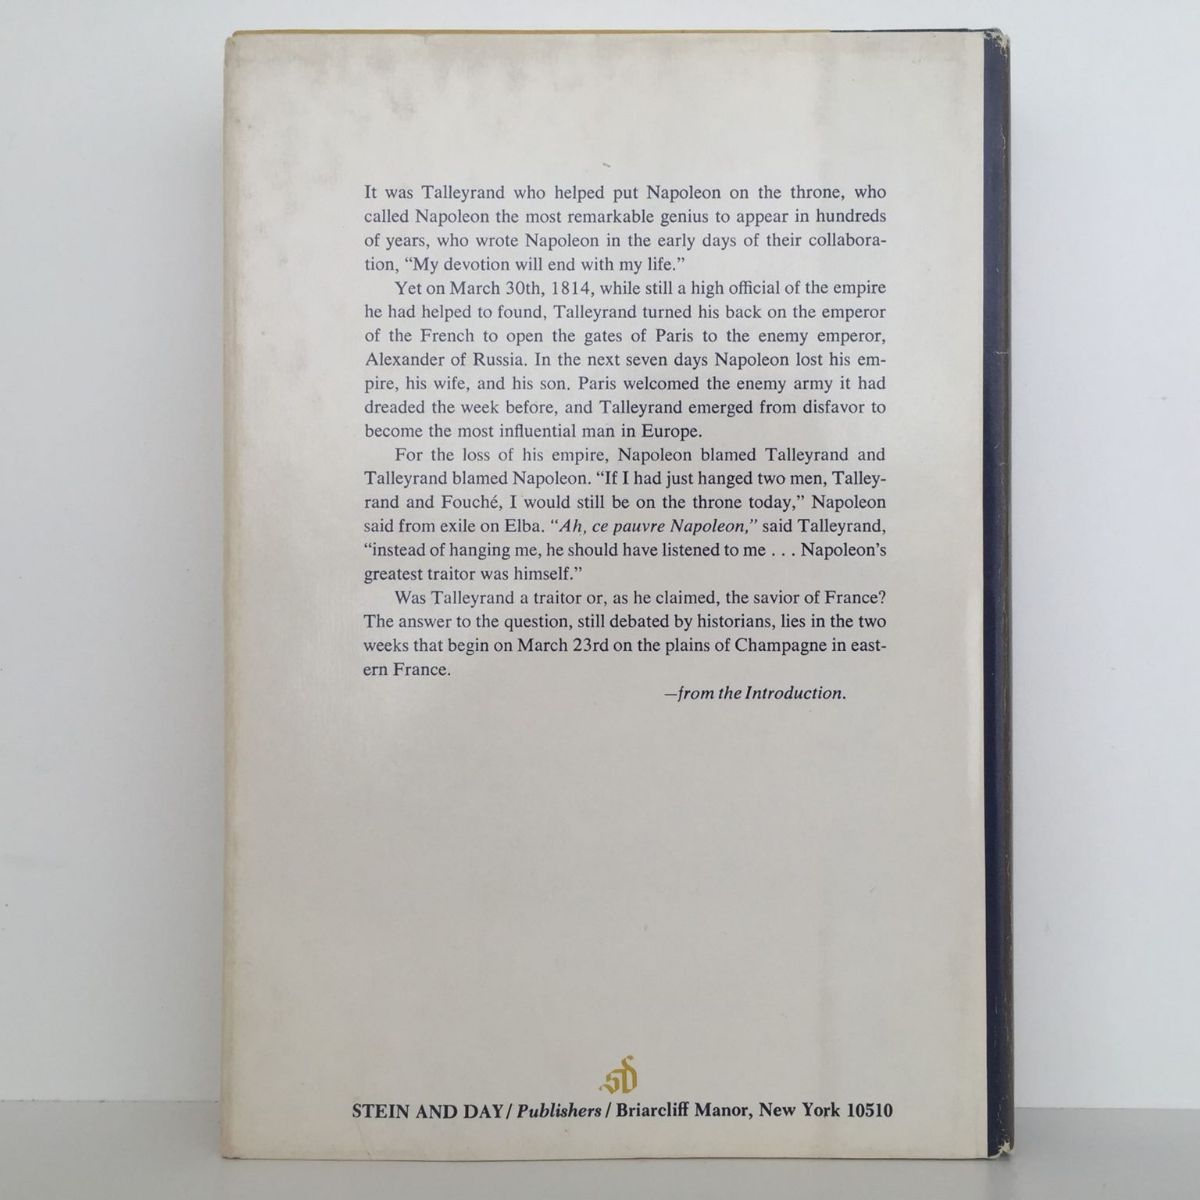 It was Talleyrand who helped put Napoleon on the throne, who
called Napoleon the most remarkable genius to appear in hundreds
of years, who wrote Napoleon in the early days of their collabora-
tion, “My devotion will end with my life.”
Yet on March 30th, 1814, while still a high official of the empire
he had helped to found, Talleyrand turned his back on the emperor
of the French to open the gates of Paris to the enemy emperor,
Alexander of Russia. In the next seven days Napoleon lost his em-
pire, his wife, and his son. Paris welcomed the enemy army it had
dreaded the week before, and Talleyrand emerged from disfavor to
become the most influential man in Europe.
For the loss of his empire, Napoleon blamed Talleyrand and
Talleyrand blamed Napoleon. “If I had just hanged two men, Talley-
rand and Fouché, I would still be on the throne today,” Napoleon
said from exile on Elba. “Ah, ce pauvre Napoleon,” said Talleyrand,
“instead of hanging me, he should have listened to me . . . Napoleon’s
greatest traitor was himself.”
Was Talleyrand a traitor or, as he claimed, the savior of France?
The answer to the question, still debated by historians, lies in the two
weeks that begin on March 23rd on the plains of Champagne in east-
ern France.
—from the Introduction.
sd
STEIN AND DAY / Publishers / Briarcliff Manor, New York 10510